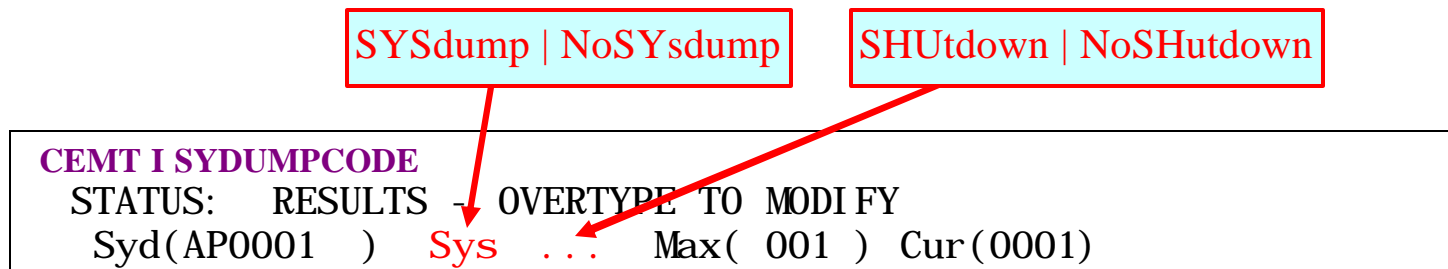 SYSdump | NoSYsdump
SHUtdown | NoSHutdown
CEMT I SYDUMPCODE
STATUS: RESULTS - OVERTYPE TO MODIFY
Syd(AP0001 ) Sys ... Max( 001 ) Cur(0001)